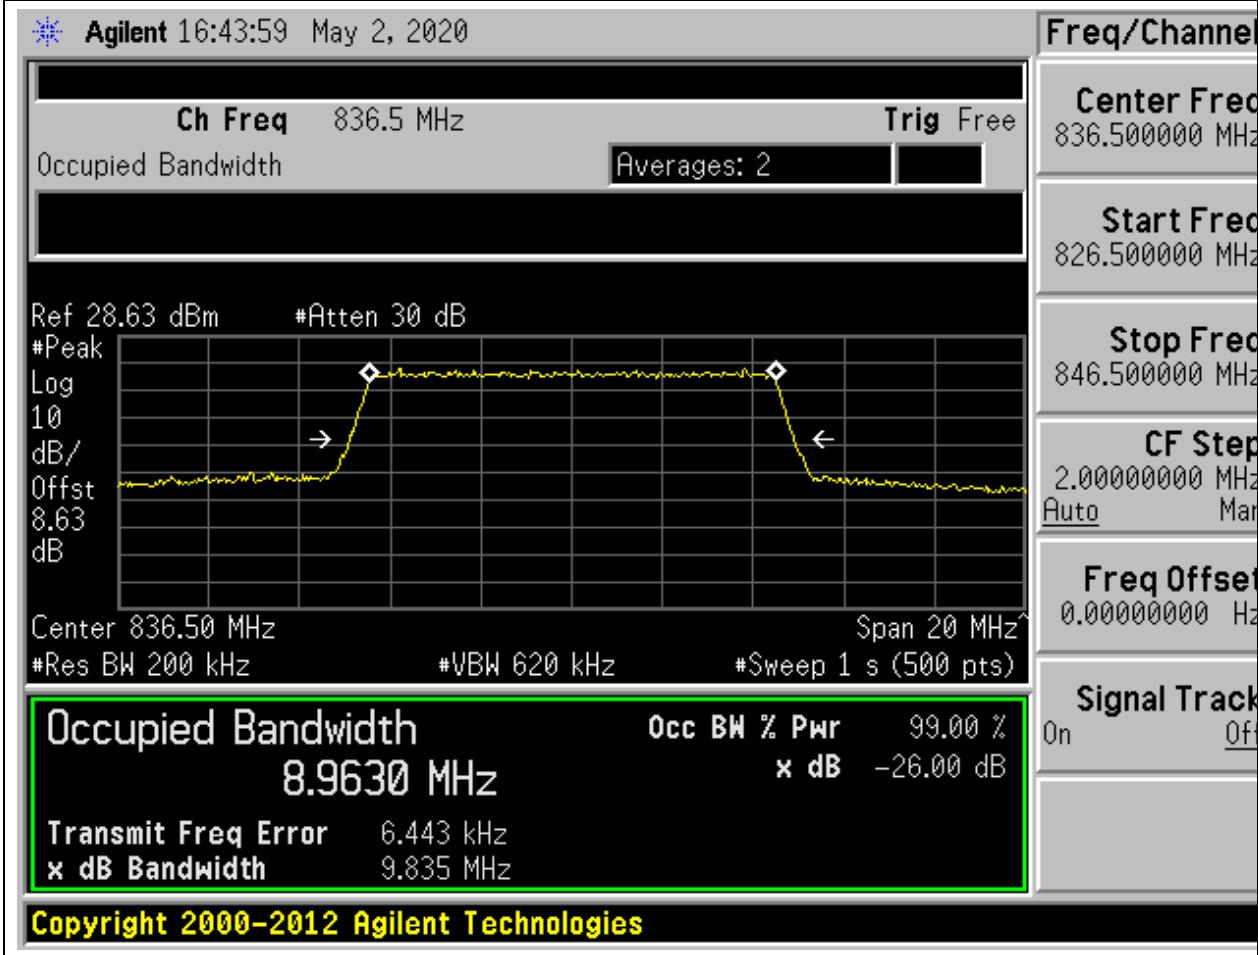 Agilent 16:43:59 May 2, 2020
Freq/Channel
Ch Freq 836.5 MHz Trig Free
Occupied Bandwidth Averages: 2
Center Freq
836.500000 MHz
Start Freq
826.500000 MHz
Stop Freq
846.500000 MHz
CF Step
2.00000000 MHz
Auto Man
Freq Offset
0.00000000 Hz
Signal Track
On Off
Ref 28.63 dBm #Atten 30 dB
#Peak
Log
10
dB/
Offst
8.63
dB
Center 836.50 MHz Span 20 MHz^
#Res BW 200 kHz #VBW 620 kHz #Sweep 1 s (500 pts)
Occupied Bandwidth Occ BW % Pwr 99.00 %
8.9630 MHz x dB -26.00 dB
Transmit Freq Error 6.443 kHz
x dB Bandwidth 9.835 MHz
Copyright 2000-2012 Agilent Technologies